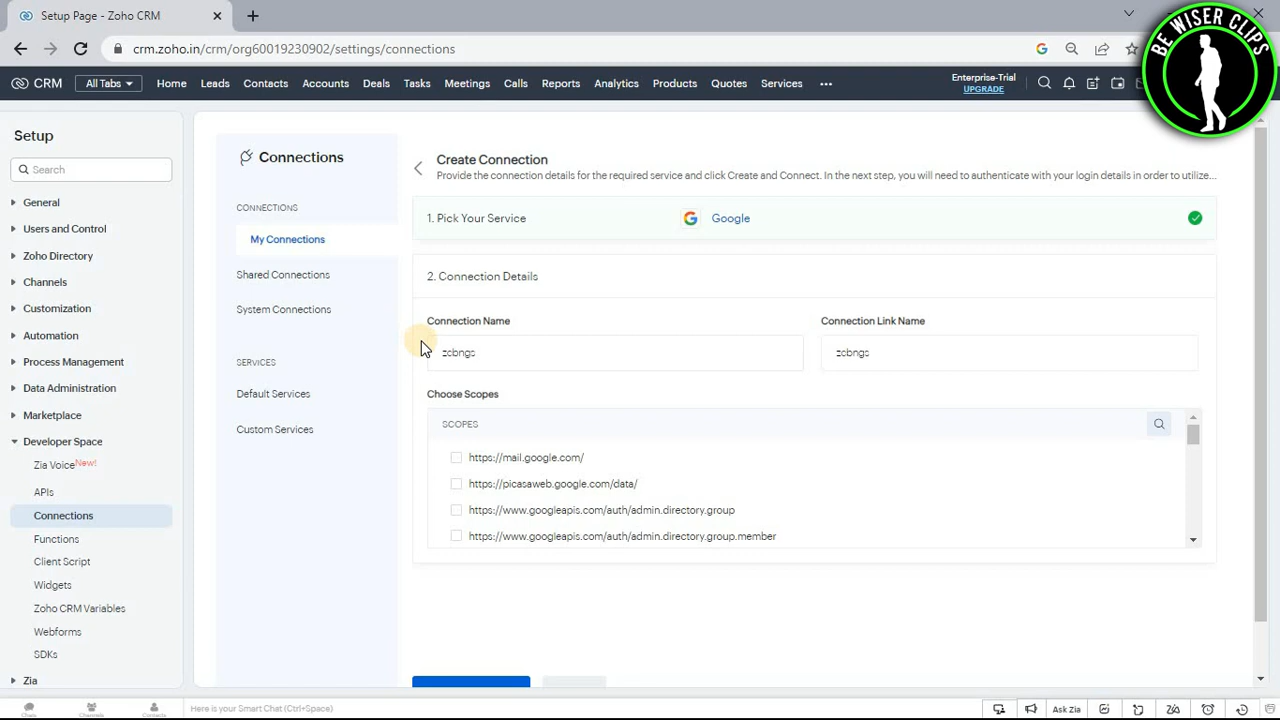 Setup Page - Zoho CRM
crm.zoho.in/crm/org60019230902/settings/connections
BE WISER CLIPS
CRM
All Tabs
Home
Leads
Contacts
Accounts
Deals
Tasks
Meetings
Calls
Reports
Analytics
Products
Quotes
Services
Enterprise-Trial
UPGRADE
Setup
Search
General
Users and Control
Zoho Directory
Channels
Customization
Automation
Process Management
Data Administration
Marketplace
Developer Space
Zia Voice New!
APIs
Connections
Functions
Client Script
Widgets
Zoho CRM Variables
Webforms
SDKs
Zia
Connections
CONNECTIONS
My Connections
Shared Connections
System Connections
SERVICES
Default Services
Custom Services
Create Connection
Provide the connection details for the required service and click Create and Connect. In the next step, you will need to authenticate with your login details in order to utilize...
1. Pick Your Service
Google
2. Connection Details
Connection Name
Connection Link Name
zcbngs
zcbngs
Choose Scopes
SCOPES
https://mail.google.com/
https://picasaweb.google.com/data/
https://www.googleapis.com/auth/admin.directory.group
https://www.googleapis.com/auth/admin.directory.group.member
Chats
Channels
Contacts
Here is your Smart Chat (Ctrl+Space)
Ask Zia